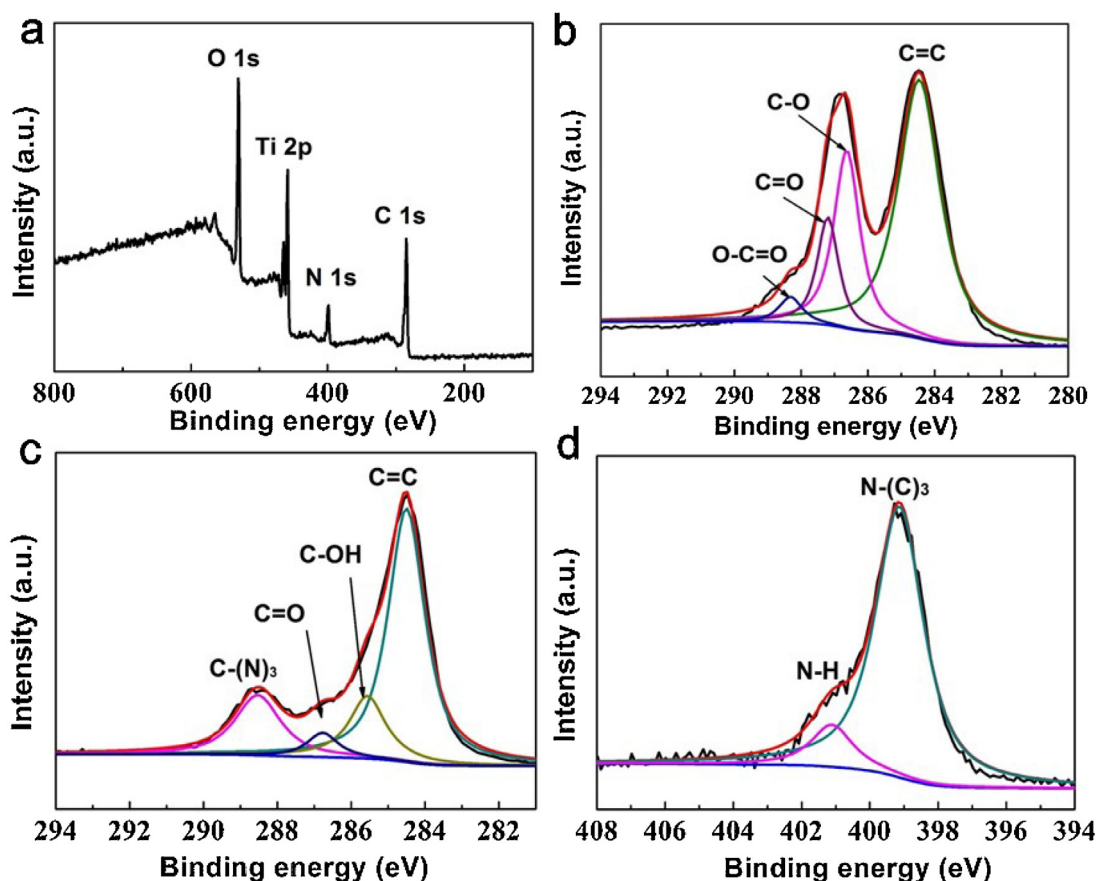 a
O 1s
Ti 2p
N 1s
C 1s
Intensity (a.u.)
800 600 400 200
Binding energy (eV)
b
C=C
C-O
C=O
O-C=O
Intensity (a.u.)
294 292 290 288 286 284 282 280
Binding energy (eV)
c
C=C
C-OH
C=O
C-(N)₃
Intensity (a.u.)
294 292 290 288 286 284 282
Binding energy (eV)
d
N-(C)₃
N-H
Intensity (a.u.)
408 406 404 402 400 398 396 394
Binding energy (eV)